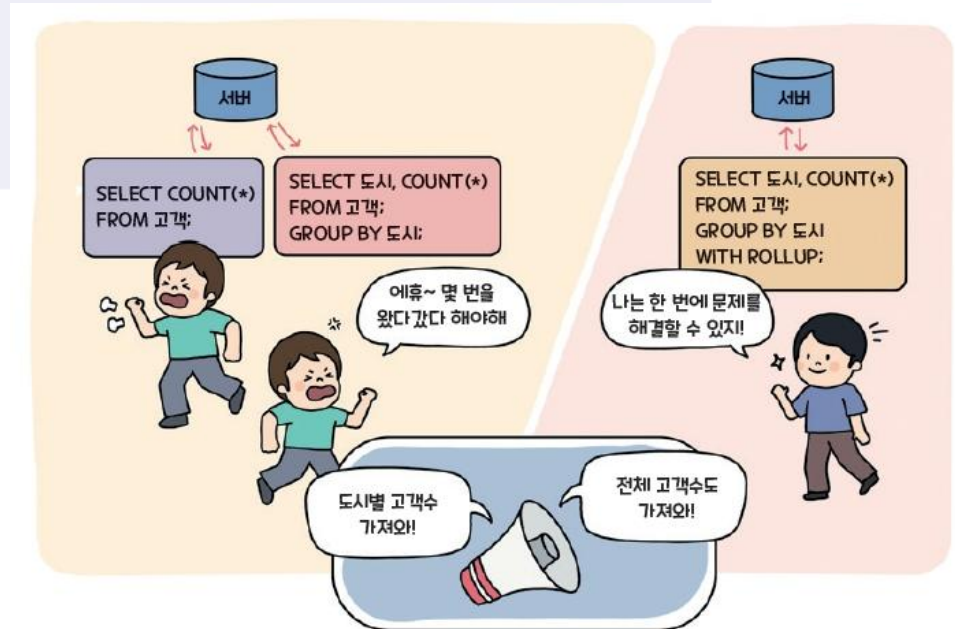 서버
SELECT COUNT(*)
FROM 고객;
SELECT 도시, COUNT(*)
FROM 고객;
GROUP BY 도시;
에휴~ 몇 번을
왔다갔다 해야해
서버
SELECT 도시, COUNT(*)
FROM 고객;
GROUP BY 도시
WITH ROLLUP;
나는 한 번에 문제를
해결할 수 있지!
도시별 고객수
가져와!
전체 고객수도
가져와!